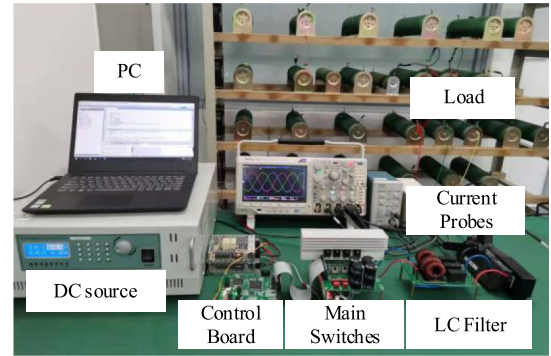 PC
Load
Current
Probes
DC source
Control
Board
Main
Switches
LC Filter